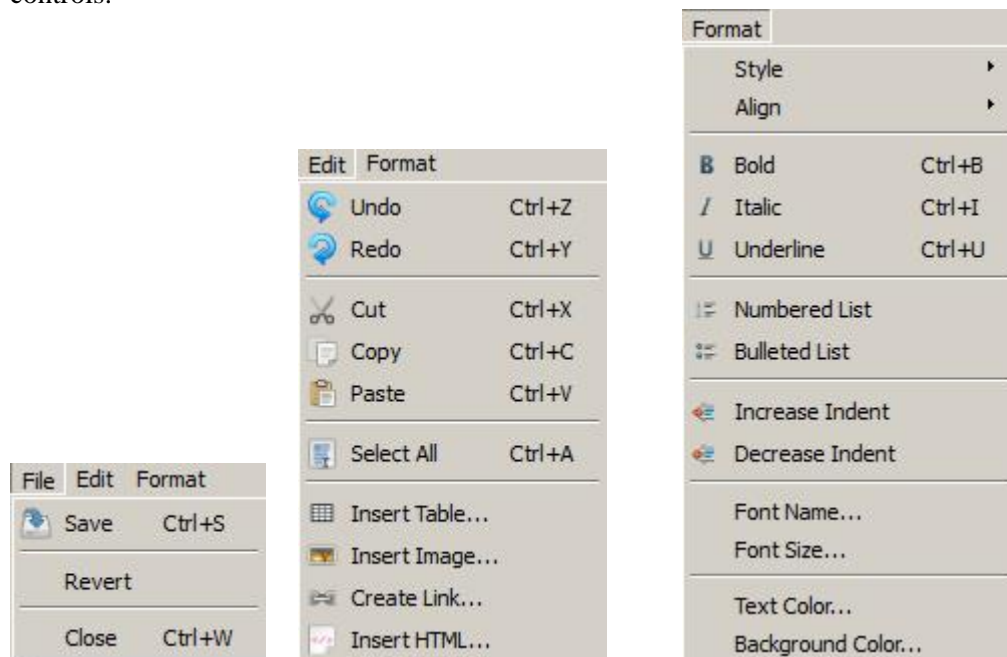 controls.
File Edit Format
Save Ctrl+S
Revert
Close Ctrl+W
Edit Format
Undo Ctrl+Z
Redo Ctrl+Y
Cut Ctrl+X
Copy Ctrl+C
Paste Ctrl+V
Select All Ctrl+A
Insert Table...
Insert Image...
Create Link...
Insert HTML...
Format
Style
Align
B Bold Ctrl+B
I Italic Ctrl+I
U Underline Ctrl+U
Numbered List
Bulleted List
Increase Indent
Decrease Indent
Font Name...
Font Size...
Text Color...
Background Color...